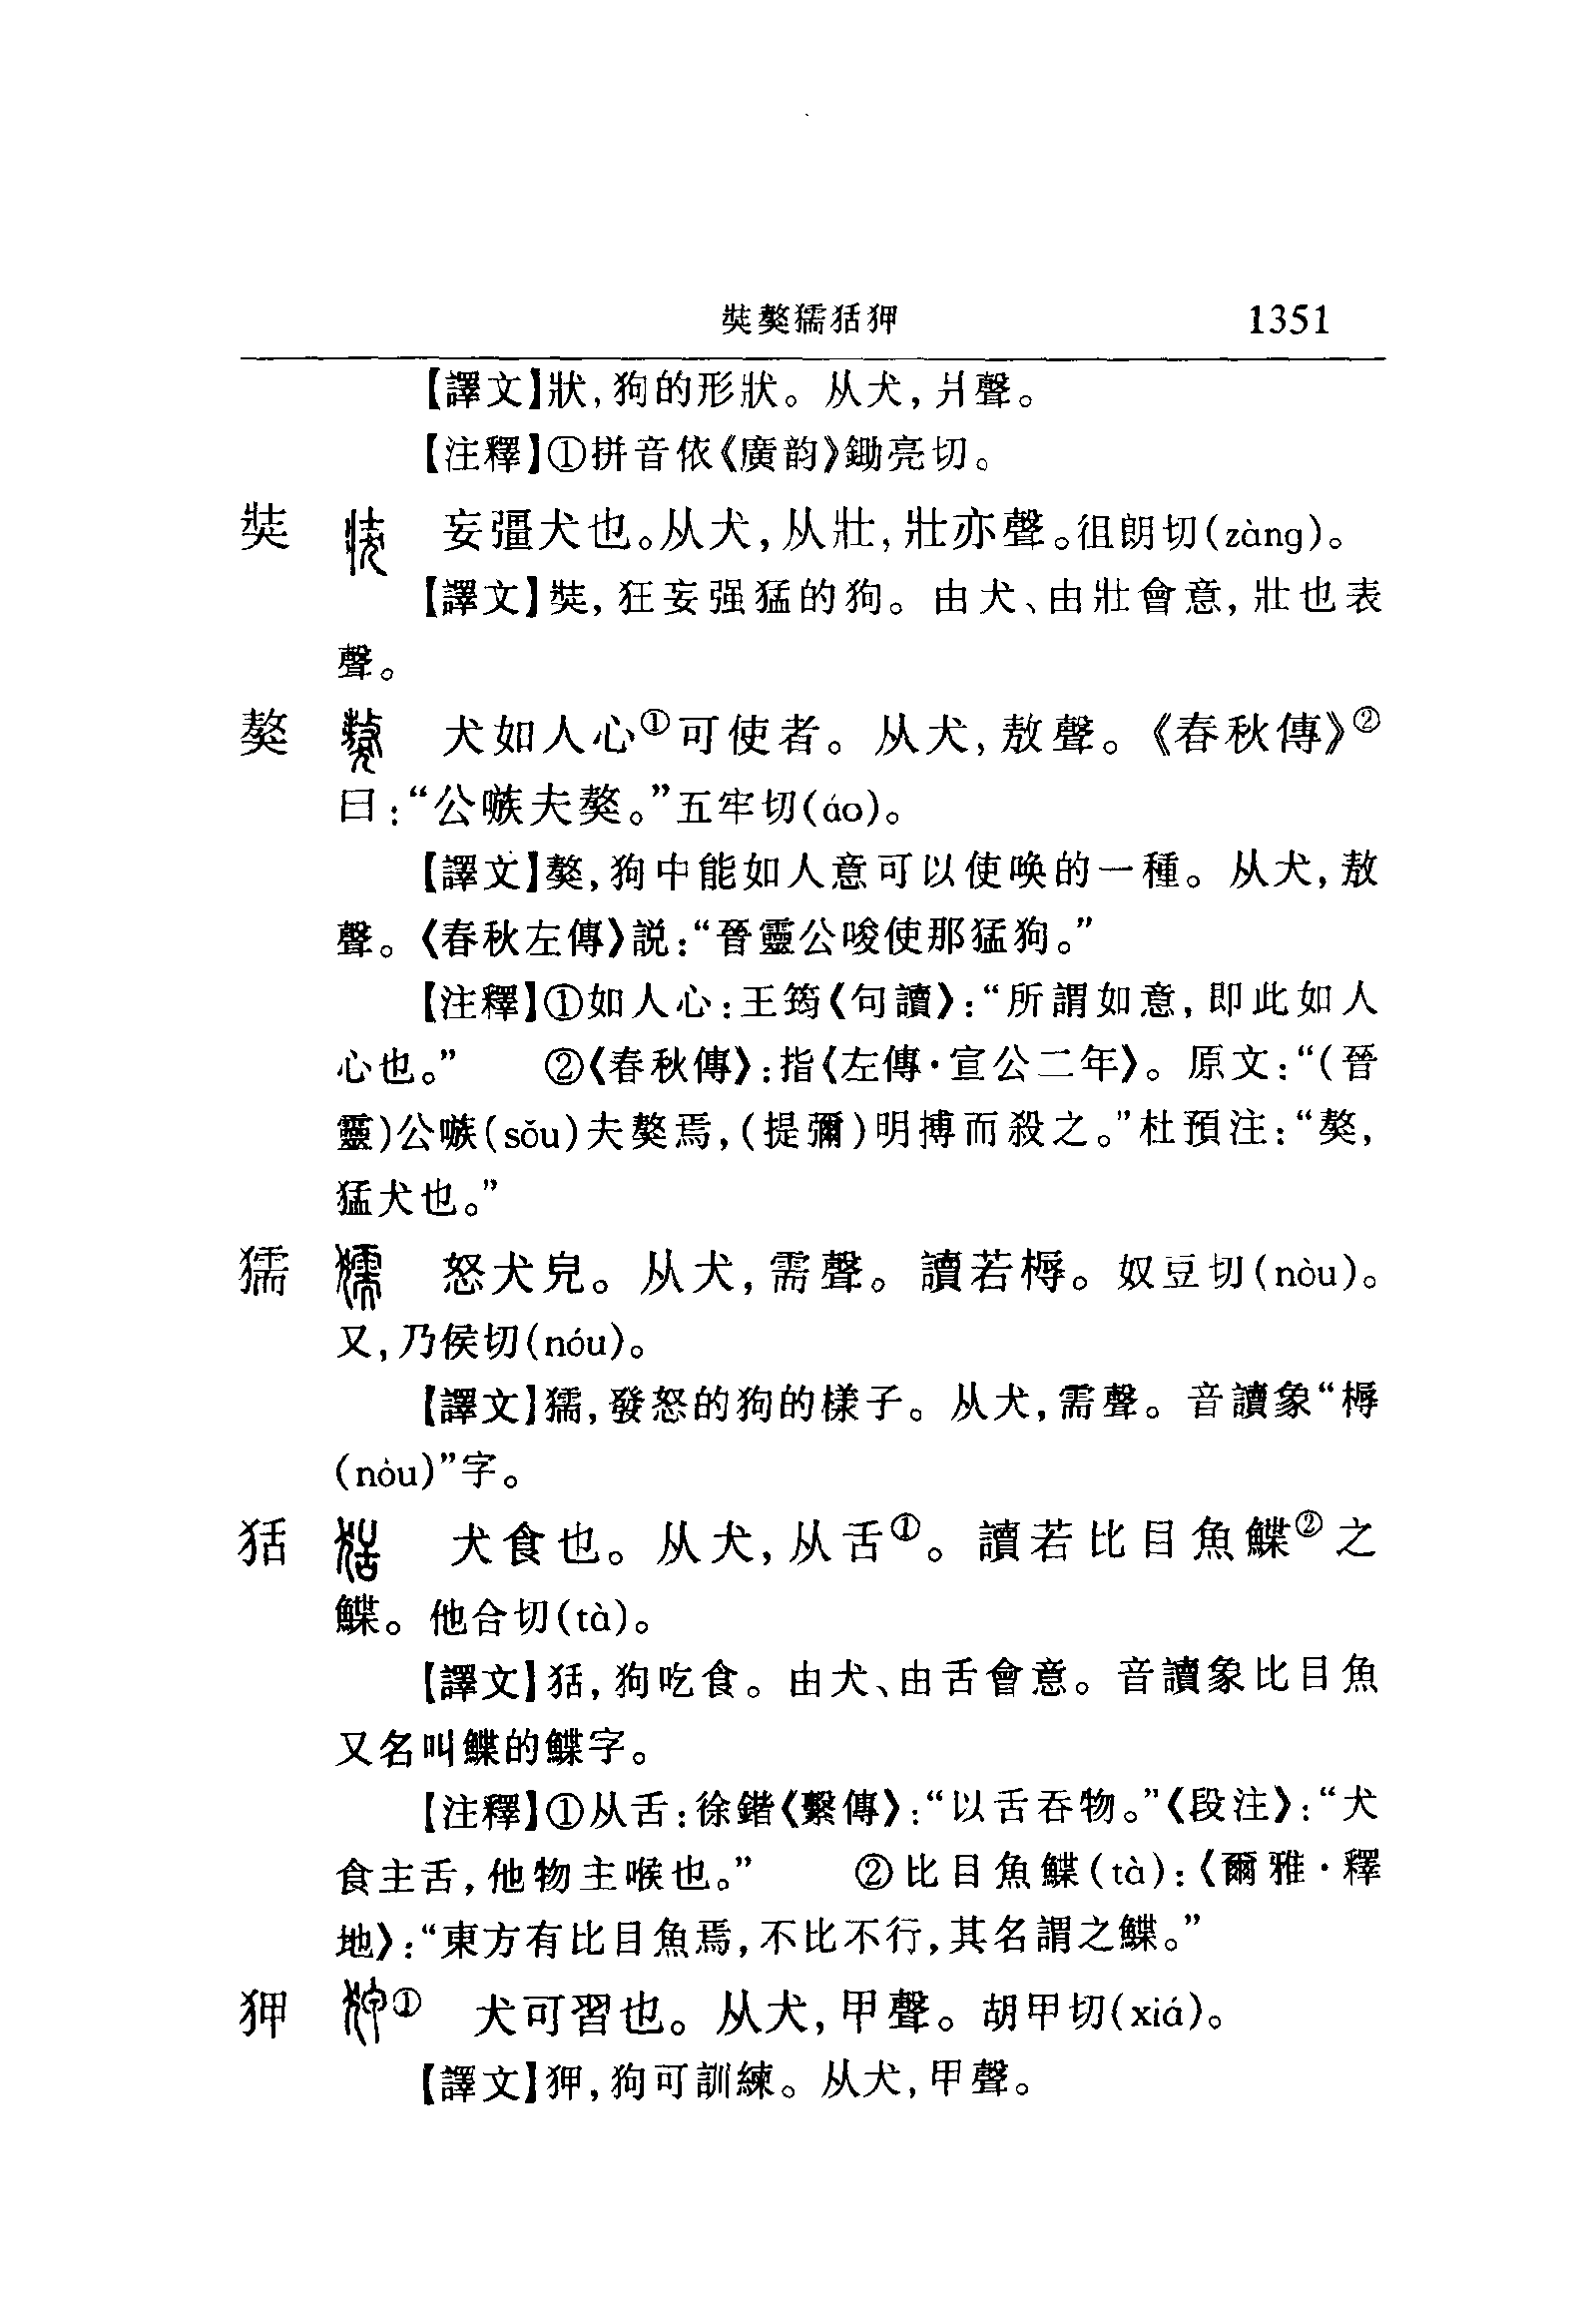 奘獒獳狧狎 1351
【譯文】狀,狗的形狀。从犬,爿聲。
【注釋】①拼音依《廣韵》鋤亮切。
奘 妄彊犬也。从犬,从壯,壯亦聲。徂朗切(zàng)。
【譯文】奘,狂妄强猛的狗。由犬、由壯會意,壯也表
聲。
獒 犬如人心①可使者。从犬,敖聲。《春秋傳》②
曰:“公嗾夫獒。”五牢切(áo)。
【譯文】獒,狗中能如人意可以使唤的一種。从犬,敖
聲。《春秋左傳》説:“晉靈公唆使那猛狗。”
【注釋】①如人心:王筠《句讀》:“所謂如意,即此如人
心也。” ②《春秋傳》:指《左傳·宣公二年》。原文:“(晉
靈)公嗾(sǒu)夫獒焉,(提彌)明搏而殺之。”杜預注:“獒,
猛犬也。”
獳 怒犬皃。从犬,需聲。讀若槈。奴豆切(nòu)。
又,乃侯切(nóu)。
【譯文】獳,發怒的狗的樣子。从犬,需聲。音讀象“槈
(nòu)”字。
狧 犬食也。从犬,从舌①。讀若比目魚鰈②之
鰈。他合切(tà)。
【譯文】狧,狗吃食。由犬、由舌會意。音讀象比目魚
又名叫鰈的鰈字。
【注釋】①从舌:徐鍇《繫傳》:“以舌吞物。”《段注》:“犬
食主舌,他物主喉也。” ②比目魚鰈(tà):《爾雅·釋
地》:“東方有比目魚焉,不比不行,其名謂之鰈。”
狎 ① 犬可習也。从犬,甲聲。胡甲切(xiá)。
【譯文】狎,狗可訓練。从犬,甲聲。